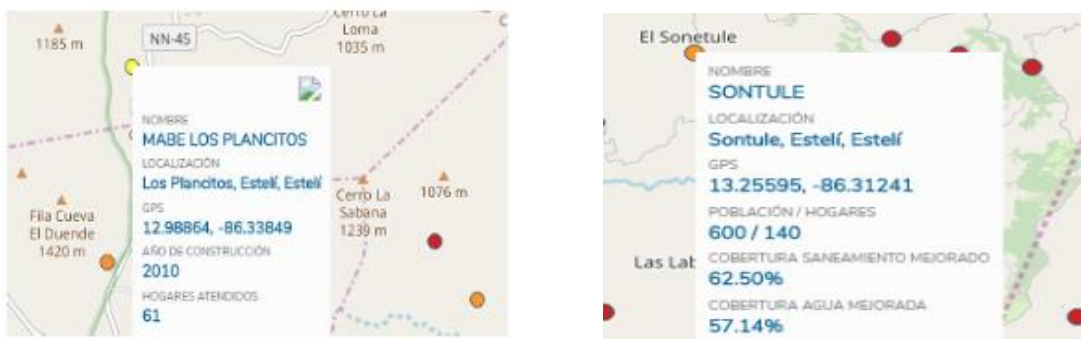 1185 m
NN-45
Cerro La
Loma
1035 m
NOMBRE
MABE LOS PLANCITOS
LOCALIZACIÓN
Los Plancitos, Estelí, Estelí
GPS
12.98864, -86.33849
AÑO DE CONSTRUCCIÓN
2010
HOGARES ATENDIDOS
61
Fila Cueva
El Duende
1420 m
Cerro La
Sabana
1239 m
1076 m
El Sonetule
NOMBRE
SONTULE
LOCALIZACIÓN
Sontule, Estelí, Estelí
GPS
13.25595, -86.31241
POBLACIÓN / HOGARES
600 / 140
COBERTURA SANEAMIENTO MEJORADO
62.50%
COBERTURA AGUA MEJORADA
57.14%
Las Lab